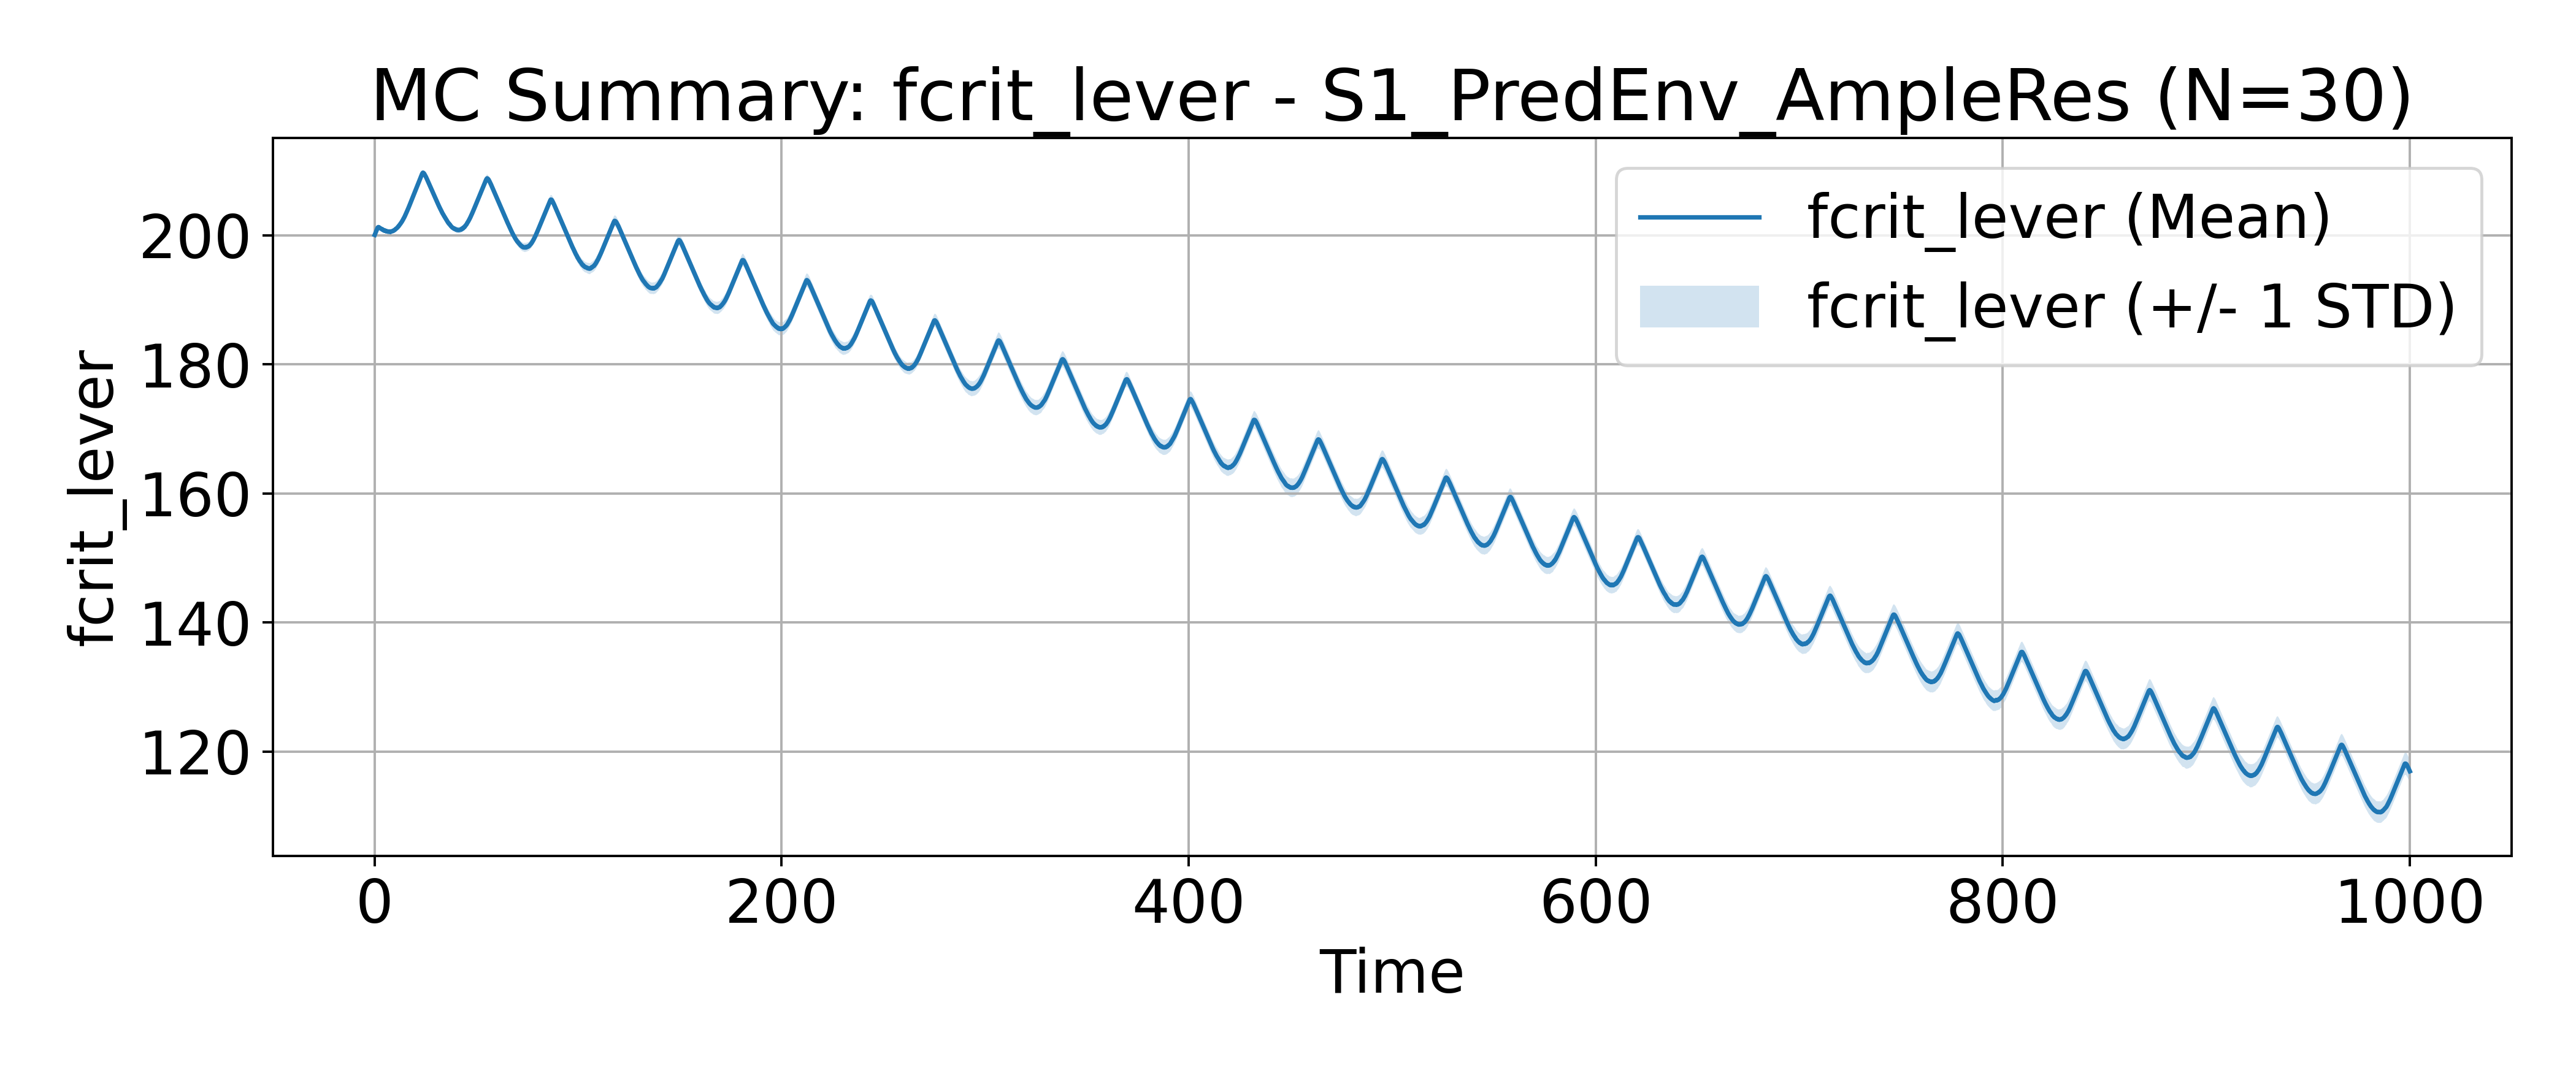 MC Summary: fcrit_lever - S1_PredEnv_AmpleRes (N=30)
fcrit_lever (Mean)
fcrit_lever (+/- 1 STD)
fcrit_lever
200
180
160
140
120
0 200 400 600 800 1000
Time